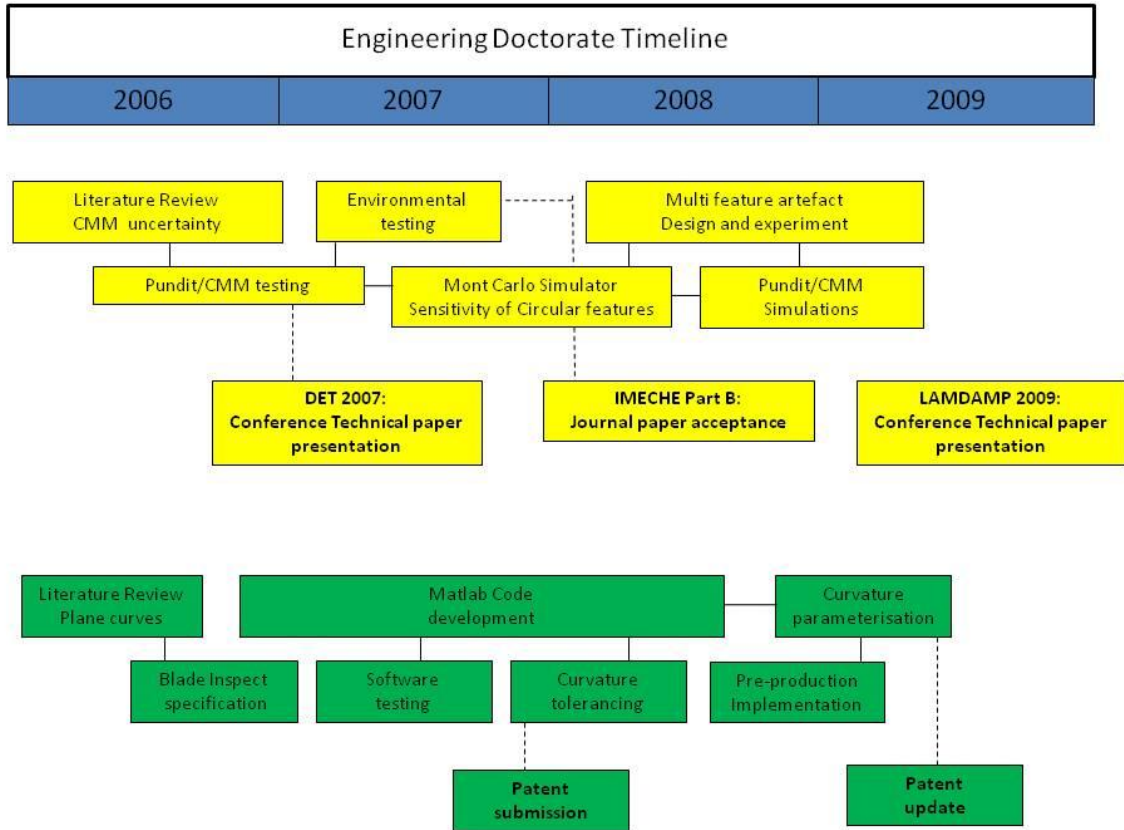 Engineering Doctorate Timeline
2006
2007
2008
2009
Literature Review
CMM uncertainty
Environmental
testing
Multi feature artefact
Design and experiment
Pundit/CMM testing
Mont Carlo Simulator
Sensitivity of Circular features
Pundit/CMM
Simulations
DET 2007:
Conference Technical paper
presentation
IMECHE Part B:
Journal paper acceptance
LAMDAMP 2009:
Conference Technical paper
presentation
Literature Review
Plane curves
Matlab Code
development
Curvature
parameterisation
Blade Inspect
specification
Software
testing
Curvature
tolerancing
Pre-production
Implementation
Patent
submission
Patent
update